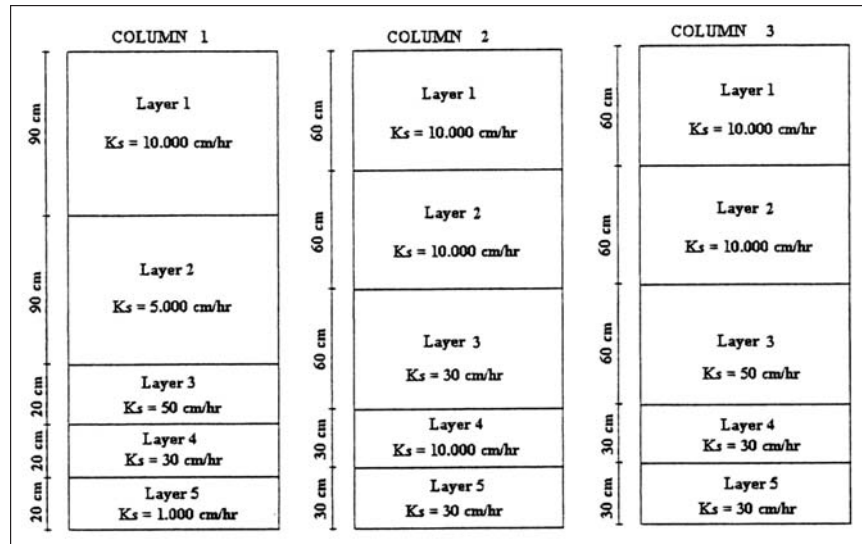 COLUMN 1
90 cm
Layer 1
Ks = 10.000 cm/hr
90 cm
Layer 2
Ks = 5.000 cm/hr
20 cm
Layer 3
Ks = 50 cm/hr
20 cm
Layer 4
Ks = 30 cm/hr
20 cm
Layer 5
Ks = 1.000 cm/hr
COLUMN 2
60 cm
Layer 1
Ks = 10.000 cm/hr
60 cm
Layer 2
Ks = 10.000 cm/hr
60 cm
Layer 3
Ks = 30 cm/hr
30 cm
Layer 4
Ks = 10.000 cm/hr
30 cm
Layer 5
Ks = 30 cm/hr
COLUMN 3
60 cm
Layer 1
Ks = 10.000 cm/hr
60 cm
Layer 2
Ks = 10.000 cm/hr
60 cm
Layer 3
Ks = 50 cm/hr
30 cm
Layer 4
Ks = 30 cm/hr
30 cm
Layer 5
Ks = 30 cm/hr